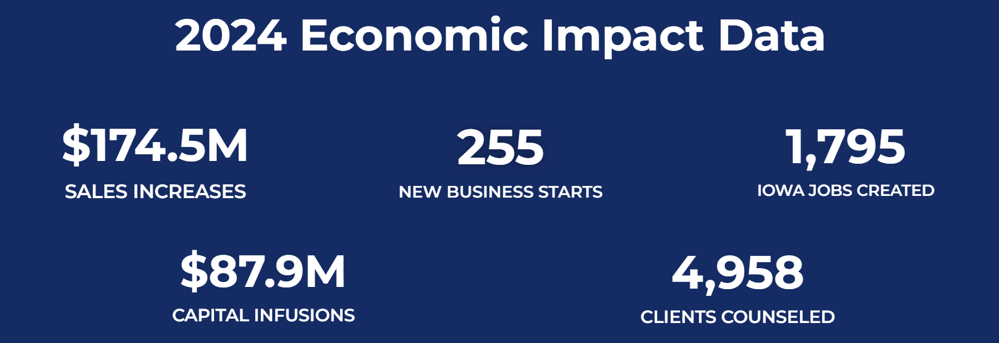 2024 Economic Impact Data
$174.5M
SALES INCREASES
255
NEW BUSINESS STARTS
1,795
IOWA JOBS CREATED
$87.9M
CAPITAL INFUSIONS
4,958
CLIENTS COUNSELED